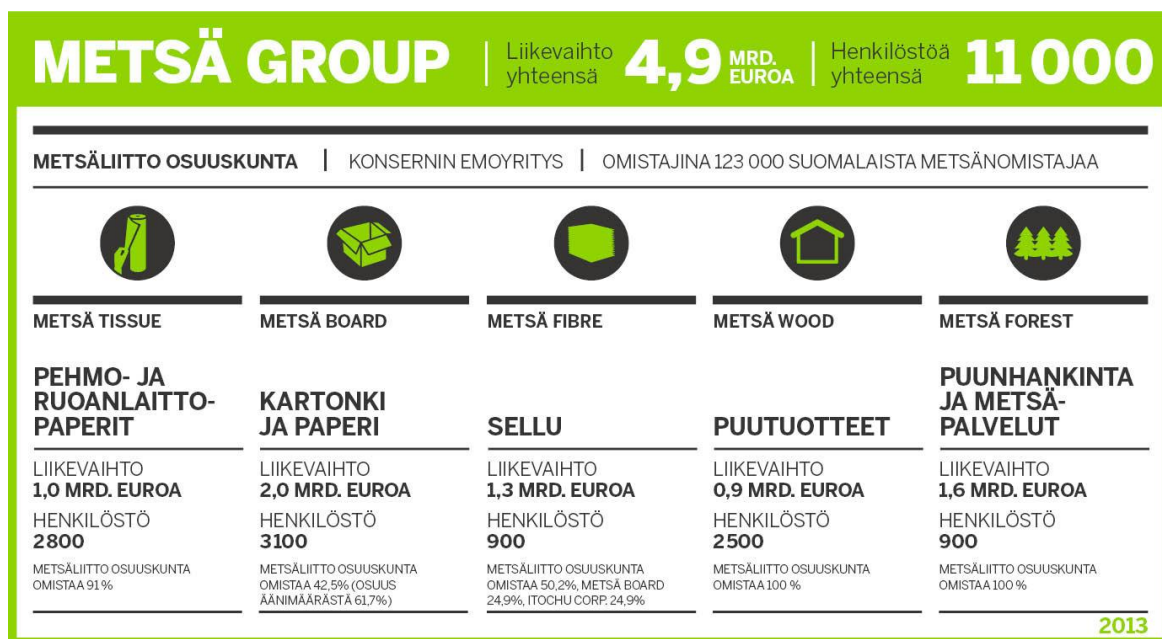 METSÄ GROUP
Liikevaihto
yhteensä
4,9 MRD.
EUROA
Henkilöstöä
yhteensä
11 000
METSÄLIITTO OSUUSKUNTA | KONSERNIN EMOYRITYS | OMISTAJINA 123 000 SUOMALAISTA METSÄNOMISTAJAA
METSÄ TISSUE
PEHMO- JA
RUOANLAITTO-
PAPERIT
LIIKEVAIHTO
1,0 MRD. EUROA
HENKILÖSTÖ
2800
METSÄLIITTO OSUUSKUNTA
OMISTAA 91 %
METSÄ BOARD
KARTONKI
JA PAPERI
LIIKEVAIHTO
2,0 MRD. EUROA
HENKILÖSTÖ
3100
METSÄLIITTO OSUUSKUNTA
OMISTAA 42,5% (OSUUS
ÄÄNIMÄÄRÄSTÄ 61,7%)
METSÄ FIBRE
SELLU
LIIKEVAIHTO
1,3 MRD. EUROA
HENKILÖSTÖ
900
METSÄLIITTO OSUUSKUNTA
OMISTAA 50,2%, METSÄ BOARD
24,9%, ITOCHU CORP. 24,9%
METSÄ WOOD
PUUTUOTTEET
LIIKEVAIHTO
0,9 MRD. EUROA
HENKILÖSTÖ
2500
METSÄLIITTO OSUUSKUNTA
OMISTAA 100 %
METSÄ FOREST
PUUNHANKINTA
JA METSÄ-
PALVELUT
LIIKEVAIHTO
1,6 MRD. EUROA
HENKILÖSTÖ
900
METSÄLIITTO OSUUSKUNTA
OMISTAA 100 %
2013